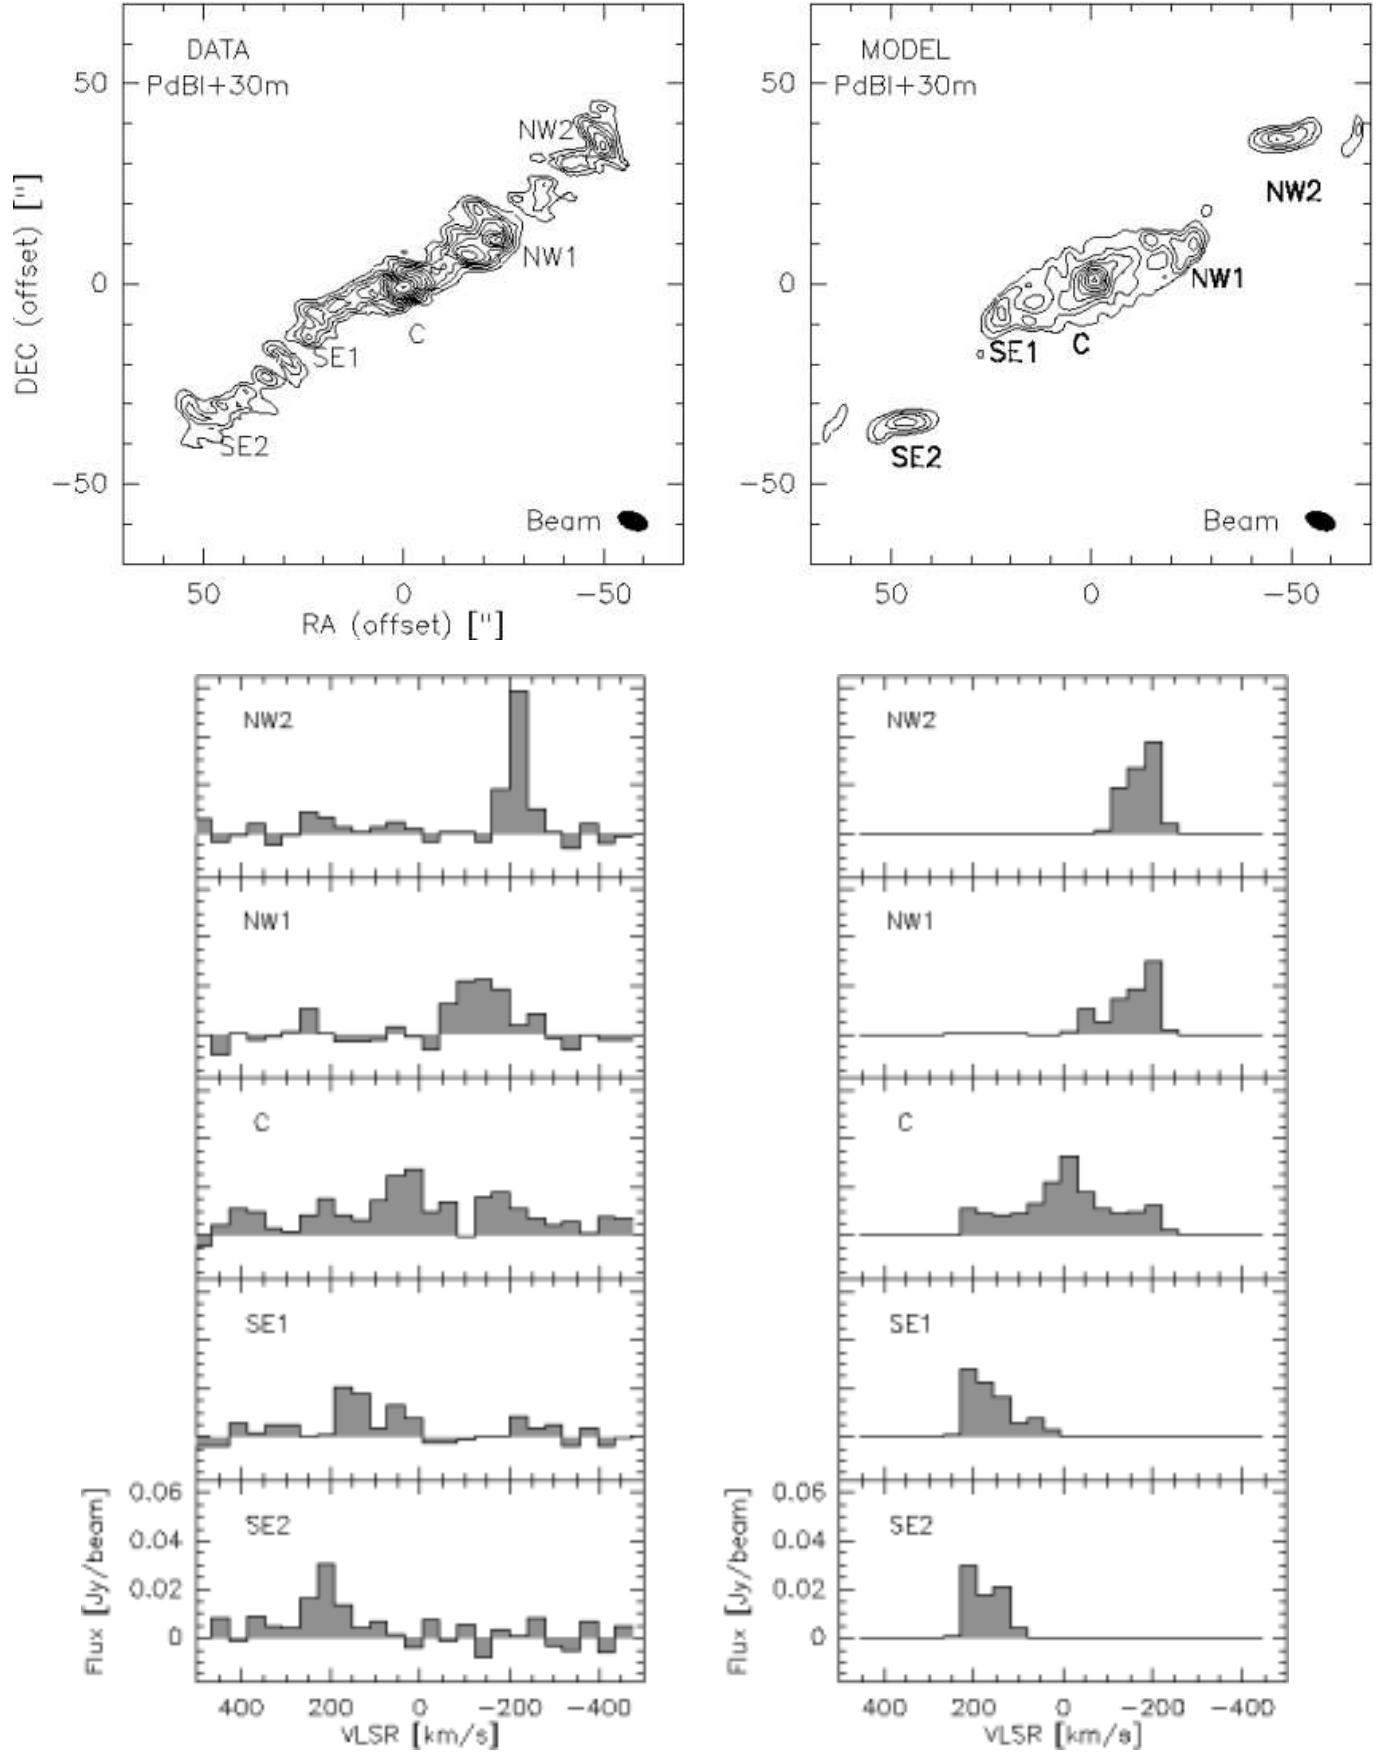 DATA
PdBI+30m
NW2
NW1
C
SE1
SE2
Beam
50
0
−50
DEC (offset) ["]
50 0 −50
RA (offset) ["]
MODEL
PdBI+30m
NW2
NW1
C
SE1
SE2
Beam
50
0
−50
50 0 −50
NW2
NW1
C
SE1
SE2
0.06
0.04
0.02
0
Flux [Jy/beam]
400 200 0 −200 −400
VLSR [km/s]
NW2
NW1
C
SE1
SE2
0.06
0.04
0.02
0
Flux [Jy/beam]
400 200 0 −200 −400
VLSR [km/s]